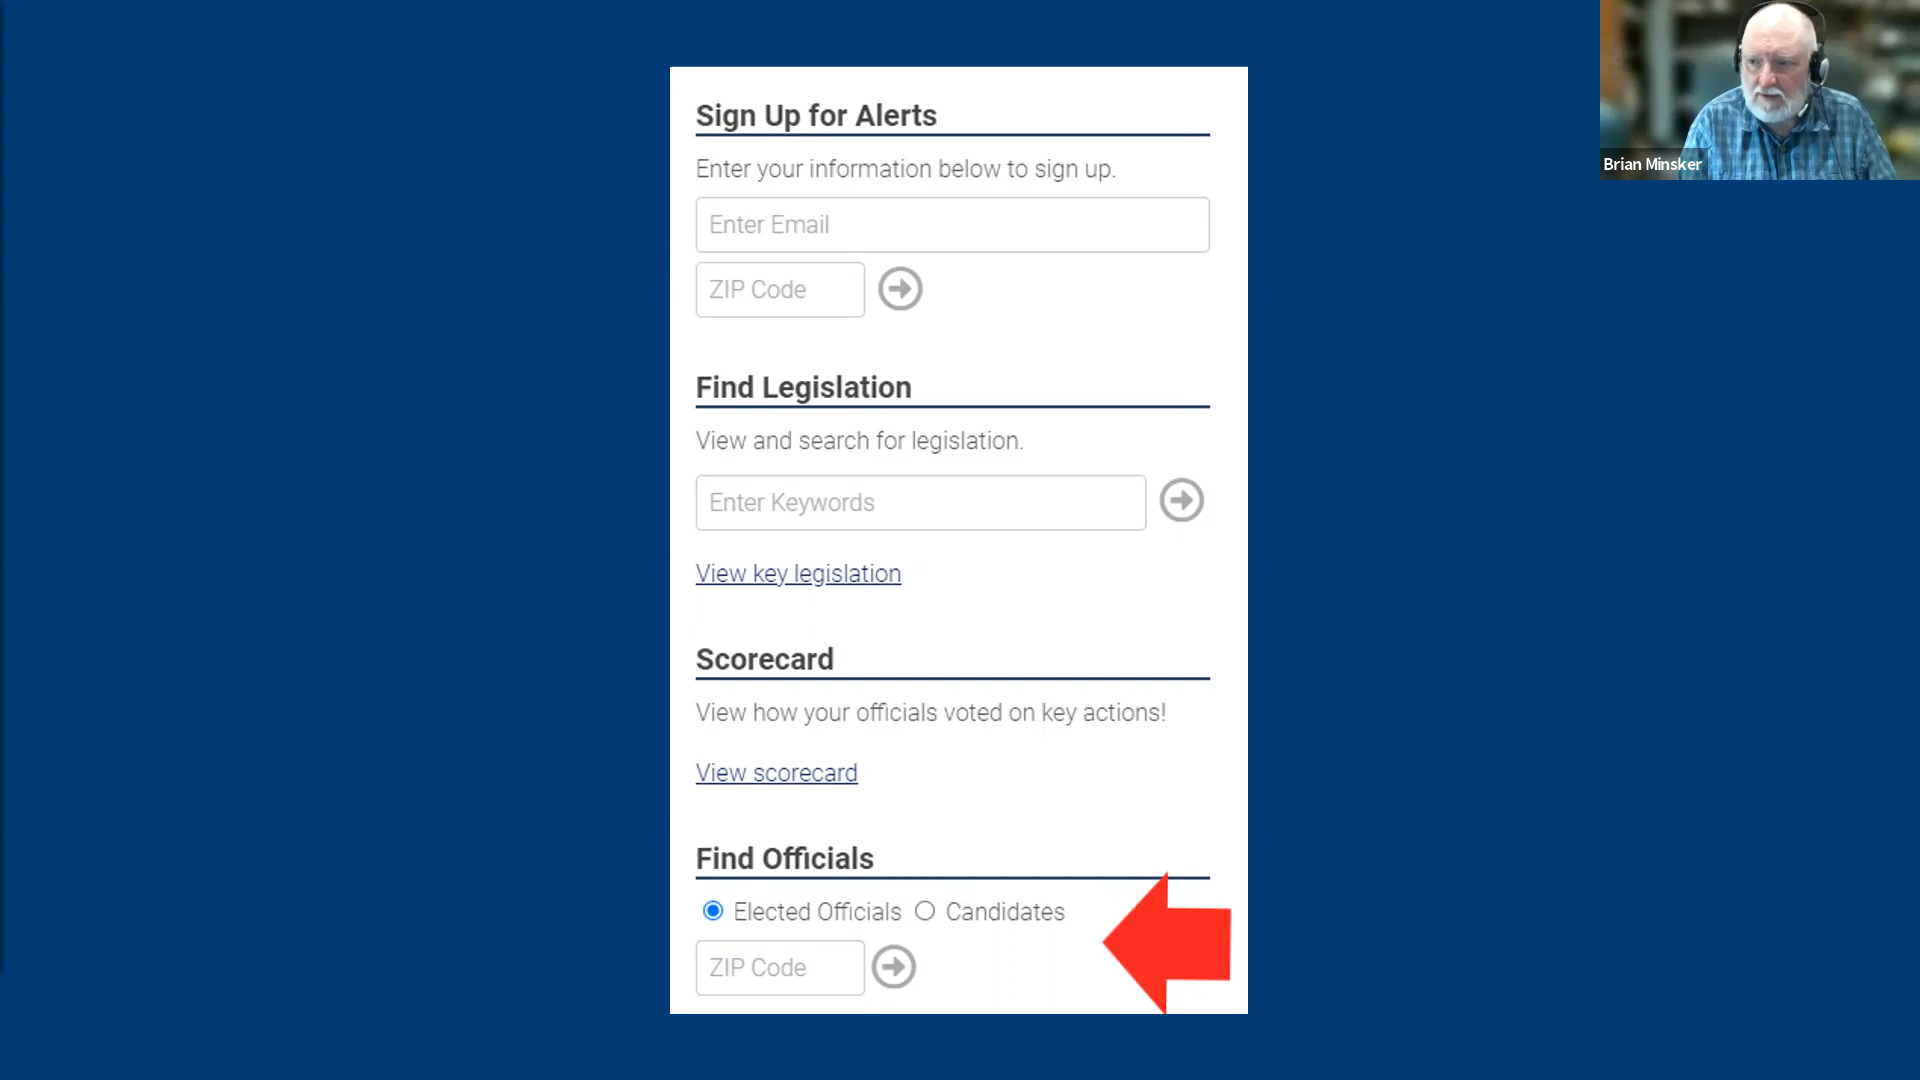 Sign Up for Alerts
Enter your information below to sign up.
Enter Email
ZIP Code
Find Legislation
View and search for legislation.
Enter Keywords
View key legislation
Scorecard
View how your officials voted on key actions!
View scorecard
Find Officials
Elected Officials Candidates
ZIP Code
Brian Minsker